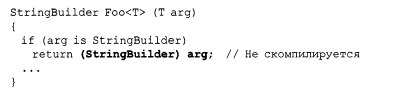 StringBuilder Foo<T> (T arg)
{
  if (arg is StringBuilder)
    return (StringBuilder) arg;  // Не скомпилируется
  ...
}